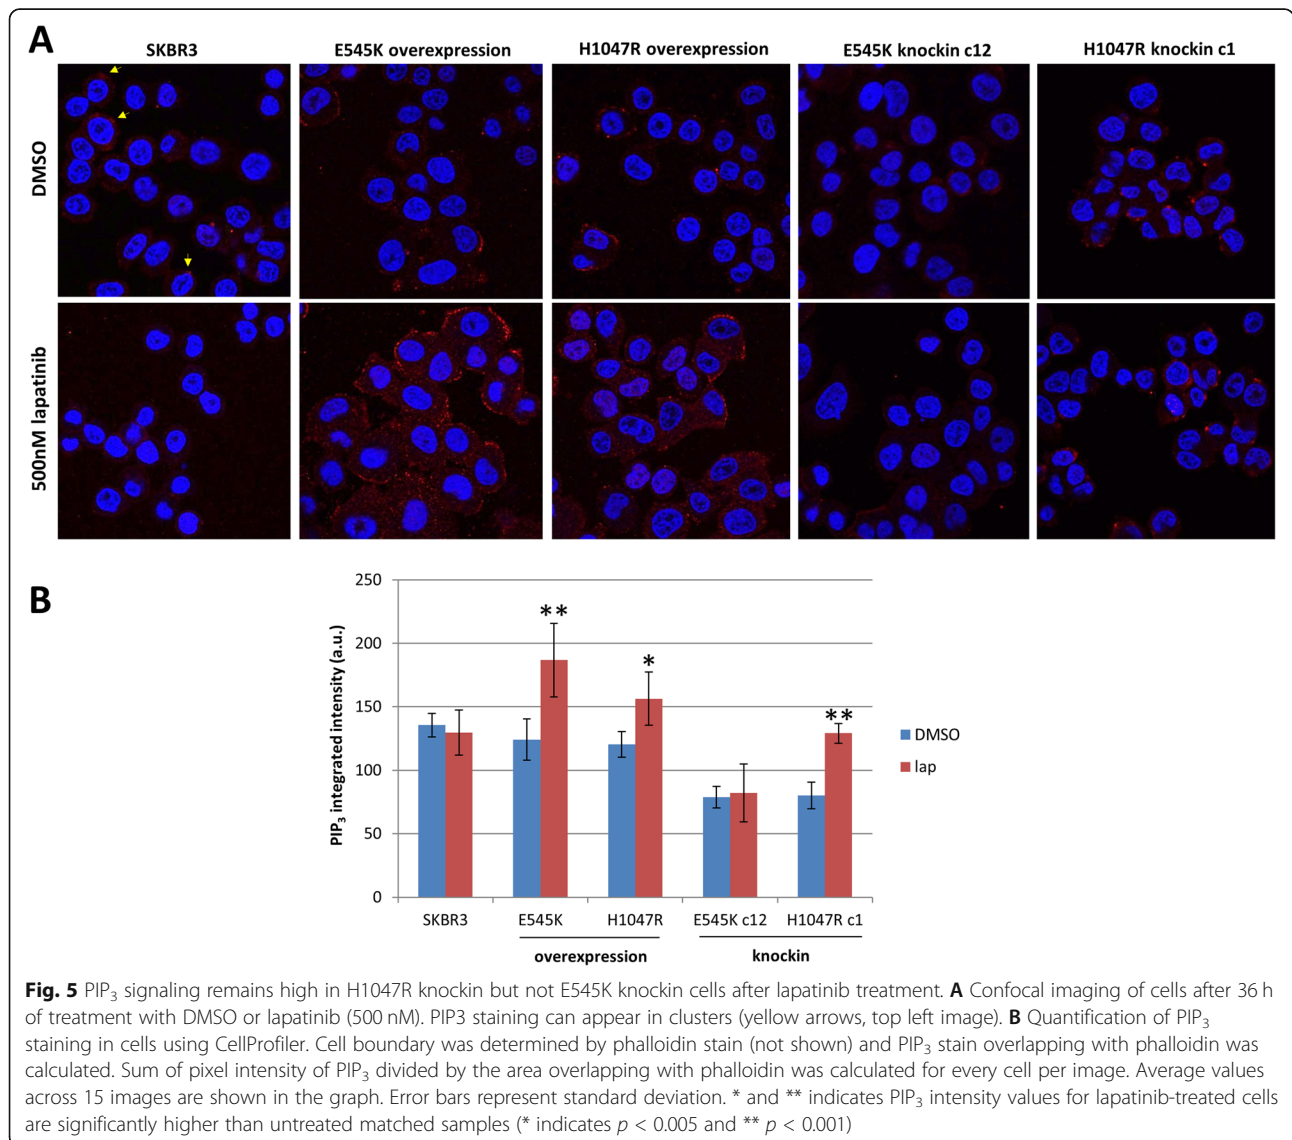 A
SKBR3
E545K overexpression
H1047R overexpression
E545K knockin c12
H1047R knockin c1
DMSO
500nM lapatinib
B
PIP₃ integrated intensity (a.u.)
250
200
150
100
50
0
**
*
**
DMSO
lap
SKBR3
E545K
H1047R
E545K c12
H1047R c1
overexpression
knockin
Fig. 5 PIP₃ signaling remains high in H1047R knockin but not E545K knockin cells after lapatinib treatment. A Confocal imaging of cells after 36 h
of treatment with DMSO or lapatinib (500 nM). PIP3 staining can appear in clusters (yellow arrows, top left image). B Quantification of PIP₃
staining in cells using CellProfiler. Cell boundary was determined by phalloidin stain (not shown) and PIP₃ stain overlapping with phalloidin was
calculated. Sum of pixel intensity of PIP₃ divided by the area overlapping with phalloidin was calculated for every cell per image. Average values
across 15 images are shown in the graph. Error bars represent standard deviation. * and ** indicates PIP₃ intensity values for lapatinib-treated cells
are significantly higher than untreated matched samples (* indicates p < 0.005 and ** p < 0.001)